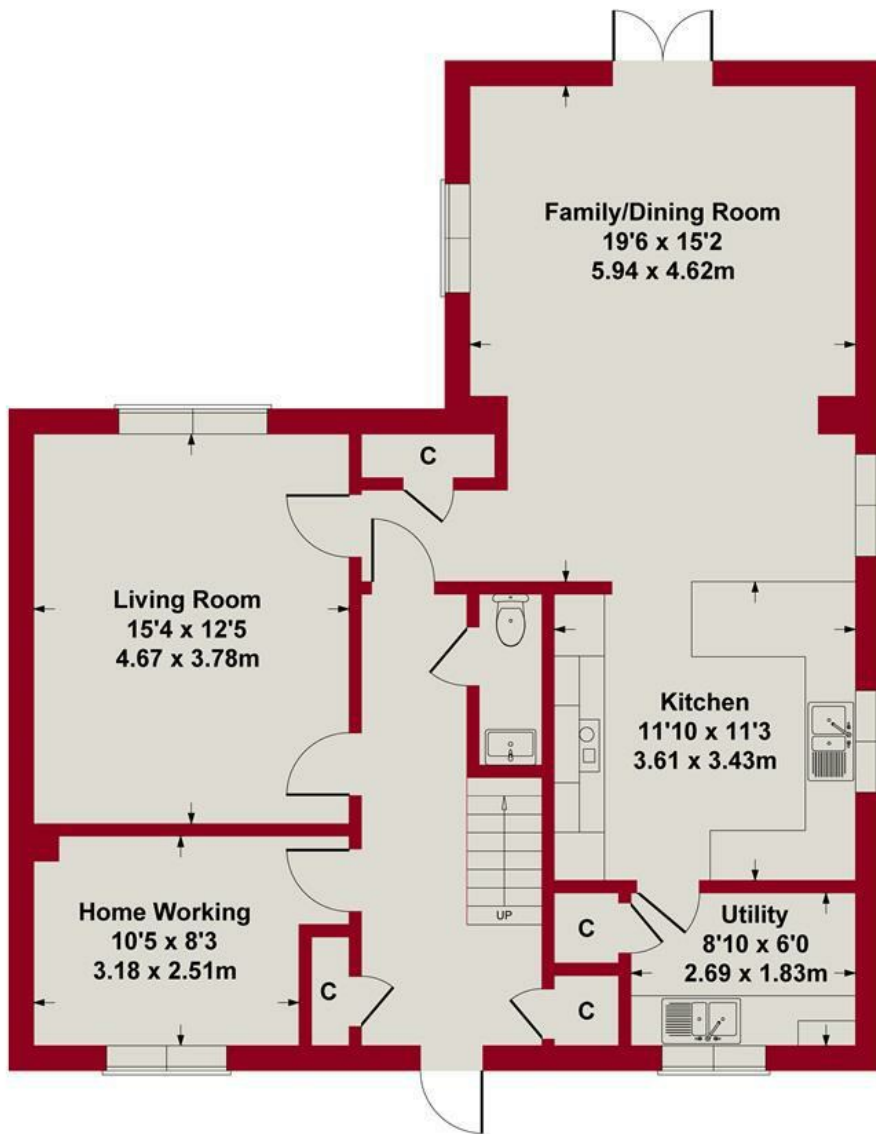 Family/Dining Room
19'6 x 15'2
5.94 x 4.62m
C
Living Room
15'4 x 12'5
4.67 x 3.78m
Kitchen
11'10 x 11'3
3.61 x 3.43m
Home Working
10'5 x 8'3
3.18 x 2.51m
UP
C
Utility
8'10 x 6'0
2.69 x 1.83m
C
C